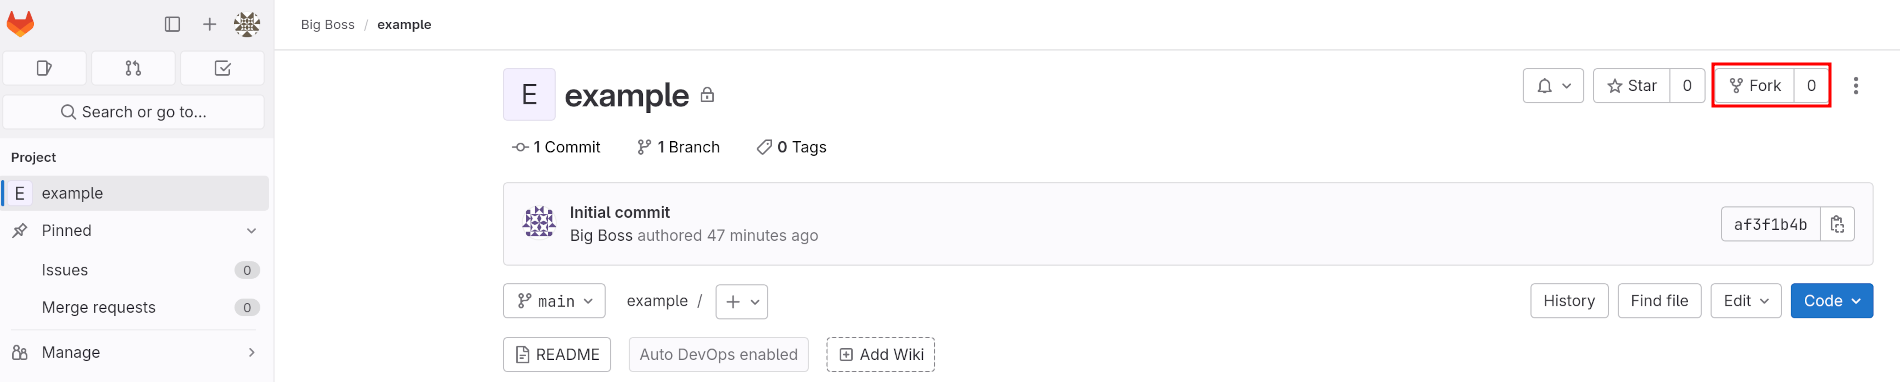 Big Boss / example
Search or go to...
Project
E example
Pinned
Issues 0
Merge requests 0
Manage
E example
Star 0
Fork 0
1 Commit 1 Branch 0 Tags
Initial commit
Big Boss authored 47 minutes ago
af3f1b4b
main example / +
History Find file Edit Code
README Auto DevOps enabled Add Wiki